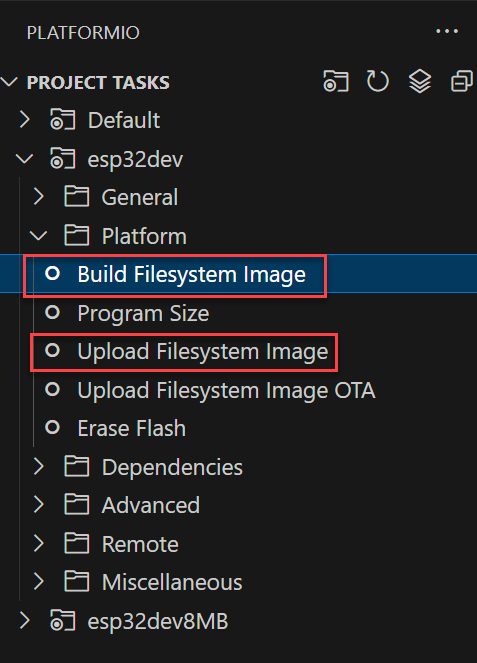 PLATFORMIO
PROJECT TASKS
Default
esp32dev
General
Platform
Build Filesystem Image
Program Size
Upload Filesystem Image
Upload Filesystem Image OTA
Erase Flash
Dependencies
Advanced
Remote
Miscellaneous
esp32dev8MB